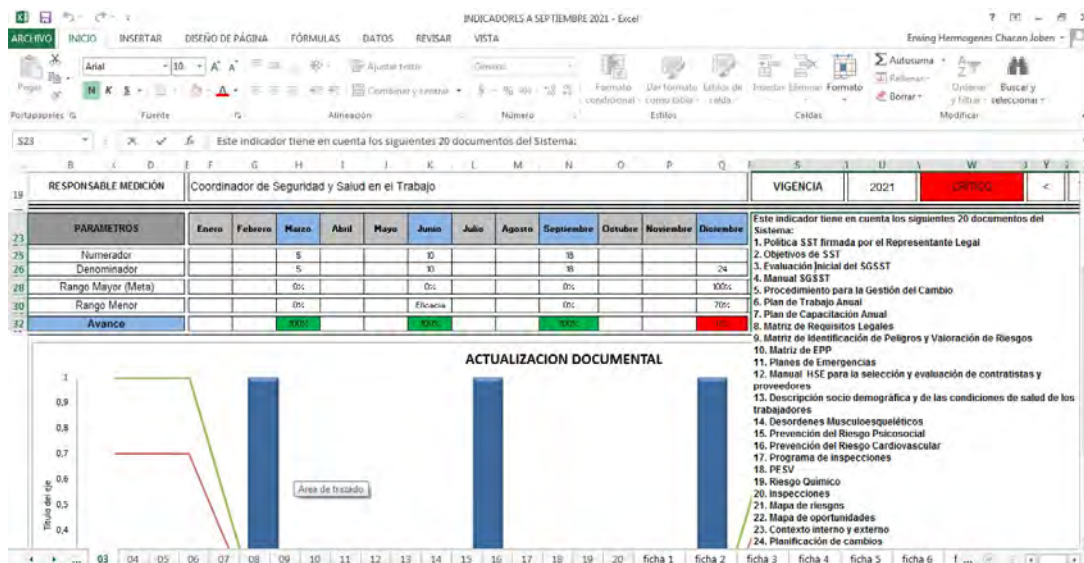 INDICADORES A SEPTIEMBRE 2021 - Excel
ARCHIVO INICIO INSERTAR DISEÑO DE PÁGINA FÓRMULAS DATOS REVISAR VISTA
Erwing Hermogenes Chacon Joben
Arial 10
Ajustar texto
General
Autosuma
Rellenar
Borrar
Pegar
N K S
Combinar y centrar
Formato condicional
Dar formato como tabla
Estilos de celda
Insertar Eliminar Formato
Ordenar y filtrar
Buscar y seleccionar
Portapapeles Fuente Alineación Número Estilos Celdas Modificar
S23 fx Este indicador tiene en cuenta los siguientes 20 documentos del Sistema:
B C D E F G H I J K L M N O P Q S U W Y
19 RESPONSABLE MEDICIÓN Coordinador de Seguridad y Salud en el Trabajo VIGENCIA 2021 CRÍTICO <
23 PARAMETROS Enero Febrero Marzo Abril Mayo Junio Julio Agosto Septiembre Octubre Noviembre Diciembre
25 Numerador 5 10 18
26 Denominador 5 10 18 24
28 Rango Mayor (Meta) 0% 0% 0% 100%
30 Rango Menor 0% Eficacia 0% 70%
32 Avance 100% 100% 100%
Este indicador tiene en cuenta los siguientes 20 documentos del
Sistema:
1. Política SST firmada por el Representante Legal
2. Objetivos de SST
3. Evaluación Inicial del SGSST
4. Manual SGSST
5. Procedimiento para la Gestión del Cambio
6. Plan de Trabajo Anual
7. Plan de Capacitación Anual
8. Matriz de Requisitos Legales
9. Matriz de Identificación de Peligros y Valoración de Riesgos
10. Matriz de EPP
11. Planes de Emergencias
12. Manual HSE para la selección y evaluación de contratistas y
proveedores
13. Descripción socio demográfica y de las condiciones de salud de los
trabajadores
14. Desordenes Musculoesqueléticos
15. Prevención del Riesgo Psicosocial
16. Prevención del Riesgo Cardiovascular
17. Programa de inspecciones
18. PESV
19. Riesgo Quimico
20. Inspecciones
21. Mapa de riesgos
22. Mapa de oportunidades
23. Contexto interno y externo
24. Planificación de cambios
ACTUALIZACION DOCUMENTAL
1
0,9
0,8
0,7
0,6
0,5
0,4
Título del eje
Área de trazado
03 04 05 06 07 08 09 10 11 12 13 14 15 16 17 18 19 20 ficha 1 ficha 2 ficha 3 ficha 4 ficha 5 ficha 6